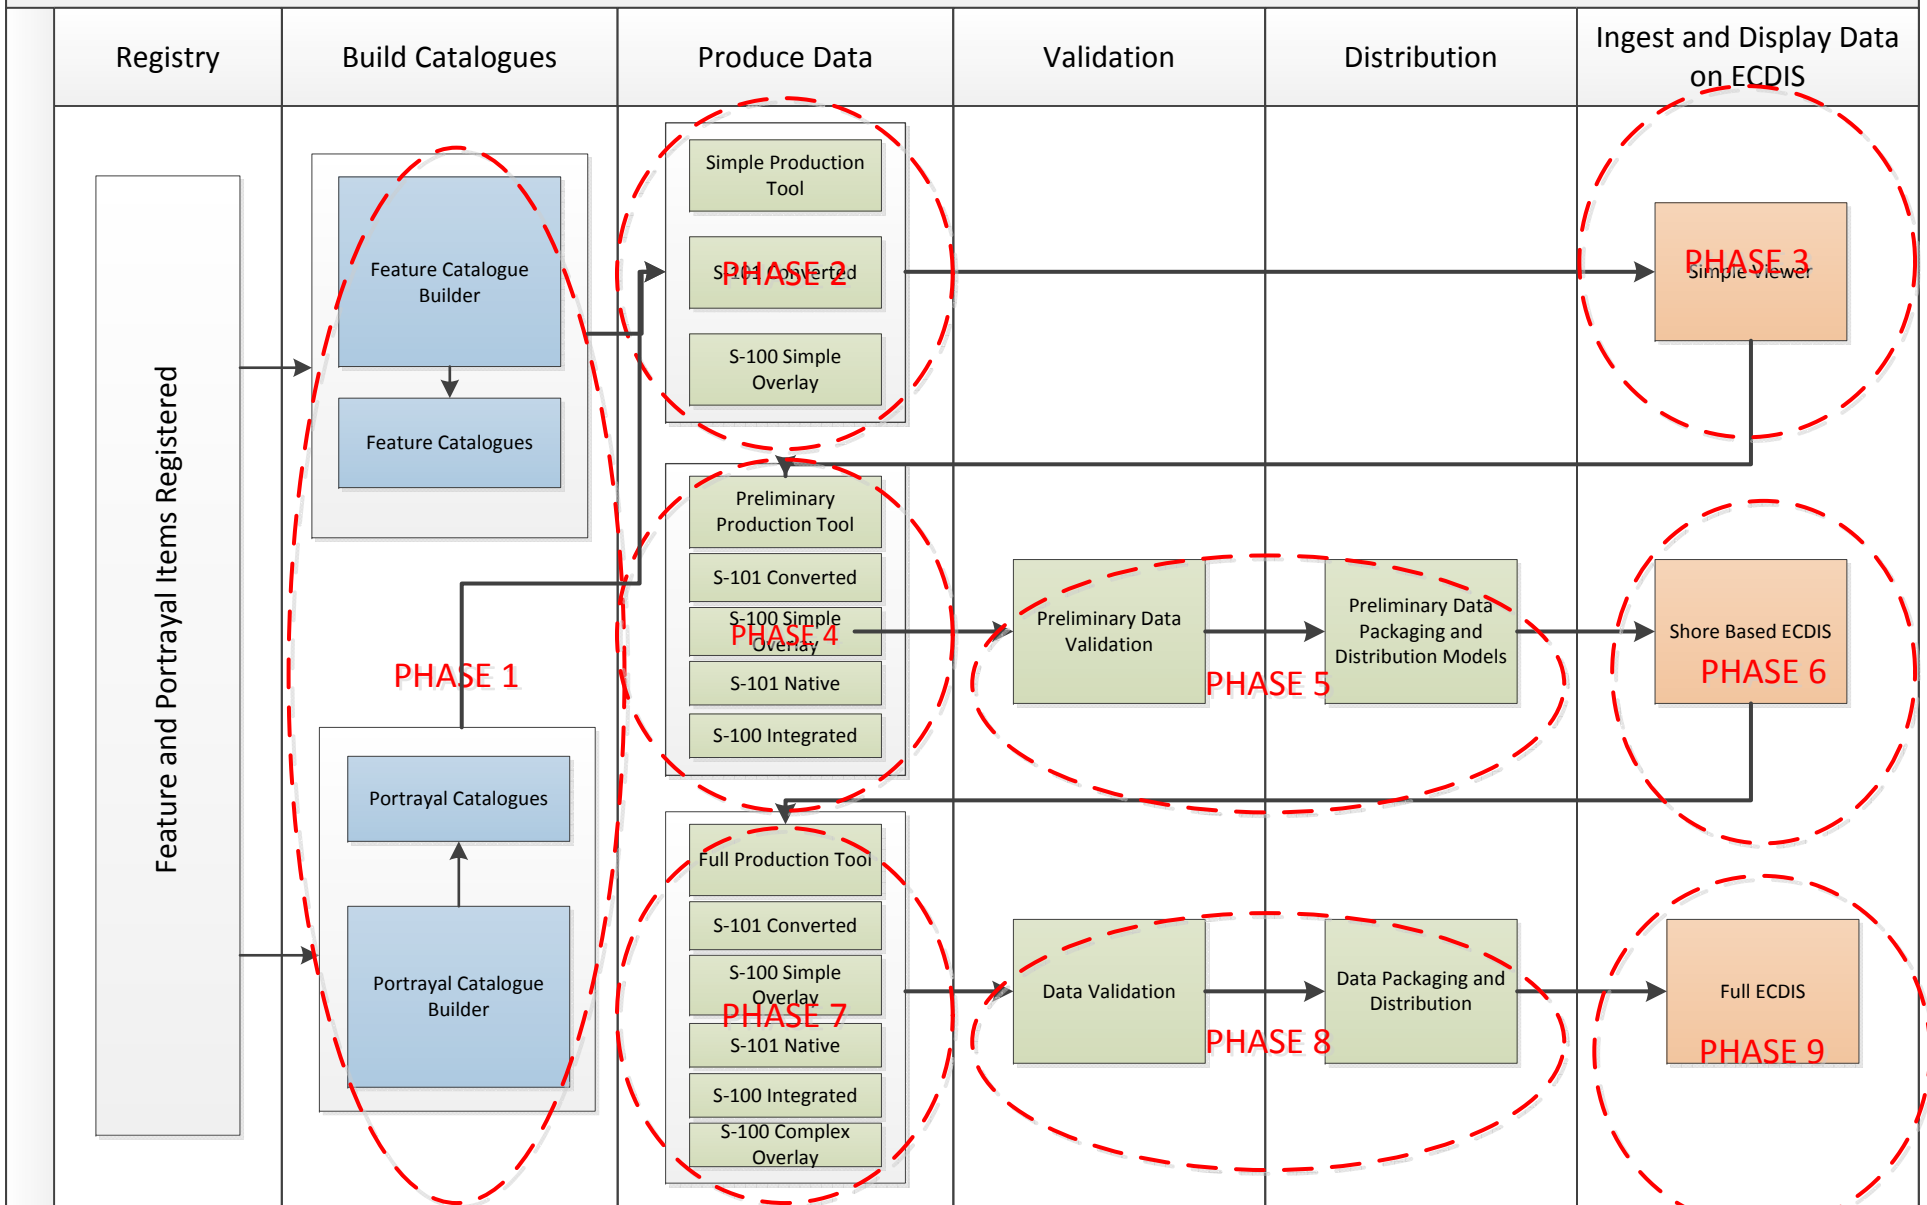 Registry
Build Catalogues
Produce Data
Validation
Distribution
Ingest and Display Data
on ECDIS
Feature and Portrayal Items Registered
Feature Catalogue
Builder
Feature Catalogues
PHASE 1
Portrayal Catalogues
Portrayal Catalogue
Builder
Simple Production
Tool
S-101 Converted
PHASE 2
S-100 Simple
Overlay
Simple Viewer
PHASE 3
Preliminary
Production Tool
S-101 Converted
S-100 Simple
Overlay
PHASE 4
S-101 Native
S-100 Integrated
Preliminary Data
Validation
Preliminary Data
Packaging and
Distribution Models
PHASE 5
Shore Based ECDIS
PHASE 6
Full Production Tool
S-101 Converted
S-100 Simple
Overlay
PHASE 7
S-101 Native
S-100 Integrated
S-100 Complex
Overlay
Data Validation
Data Packaging and
Distribution
PHASE 8
Full ECDIS
PHASE 9